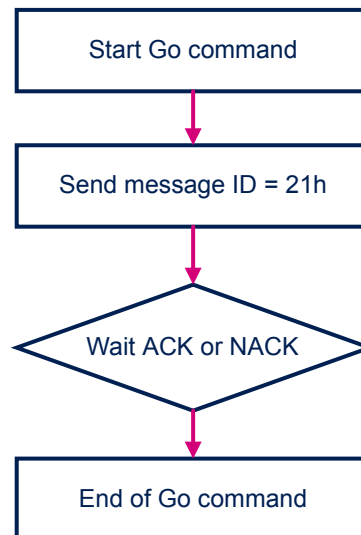 Start Go command
Send message ID = 21h
Wait ACK or NACK
End of Go command